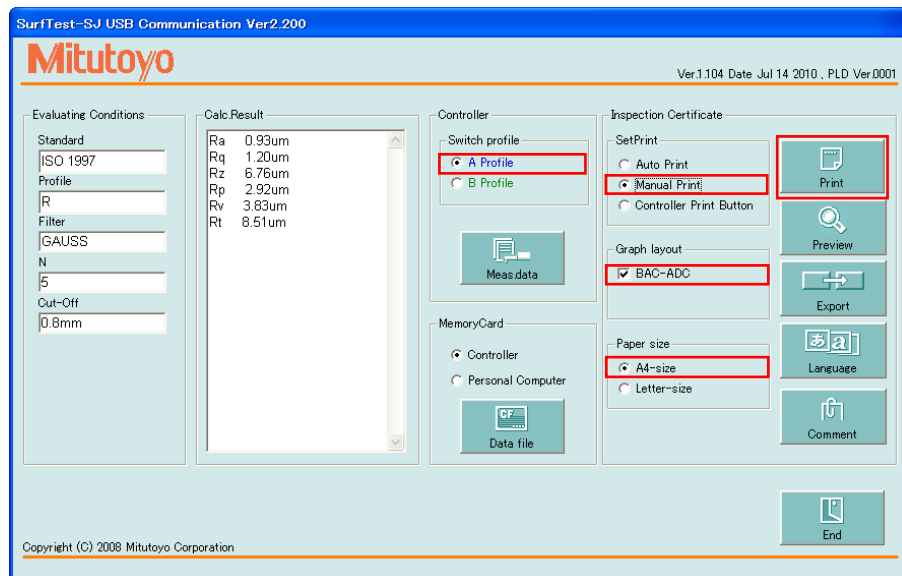 SurfTest-SJ USB Communication Ver2.200
Mitutoyo
Ver.1.104 Date Jul 14 2010 , PLD Ver.0001
Evaluating Conditions
Standard
ISO 1997
Profile
R
Filter
GAUSS
N
5
Cut-Off
0.8mm
Calc.Result
Ra 0.93um
Rq 1.20um
Rz 6.76um
Rp 2.92um
Rv 3.83um
Rt 8.51um
Controller
Switch profile
A Profile
B Profile
Meas.data
MemoryCard
Controller
Personal Computer
CF
Data file
Inspection Certificate
SetPrint
Auto Print
Manual Print
Controller Print Button
Graph layout
BAC-ADC
Paper size
A4-size
Letter-size
Print
Preview
Export
あ a
Language
Comment
End
Copyright (C) 2008 Mitutoyo Corporation